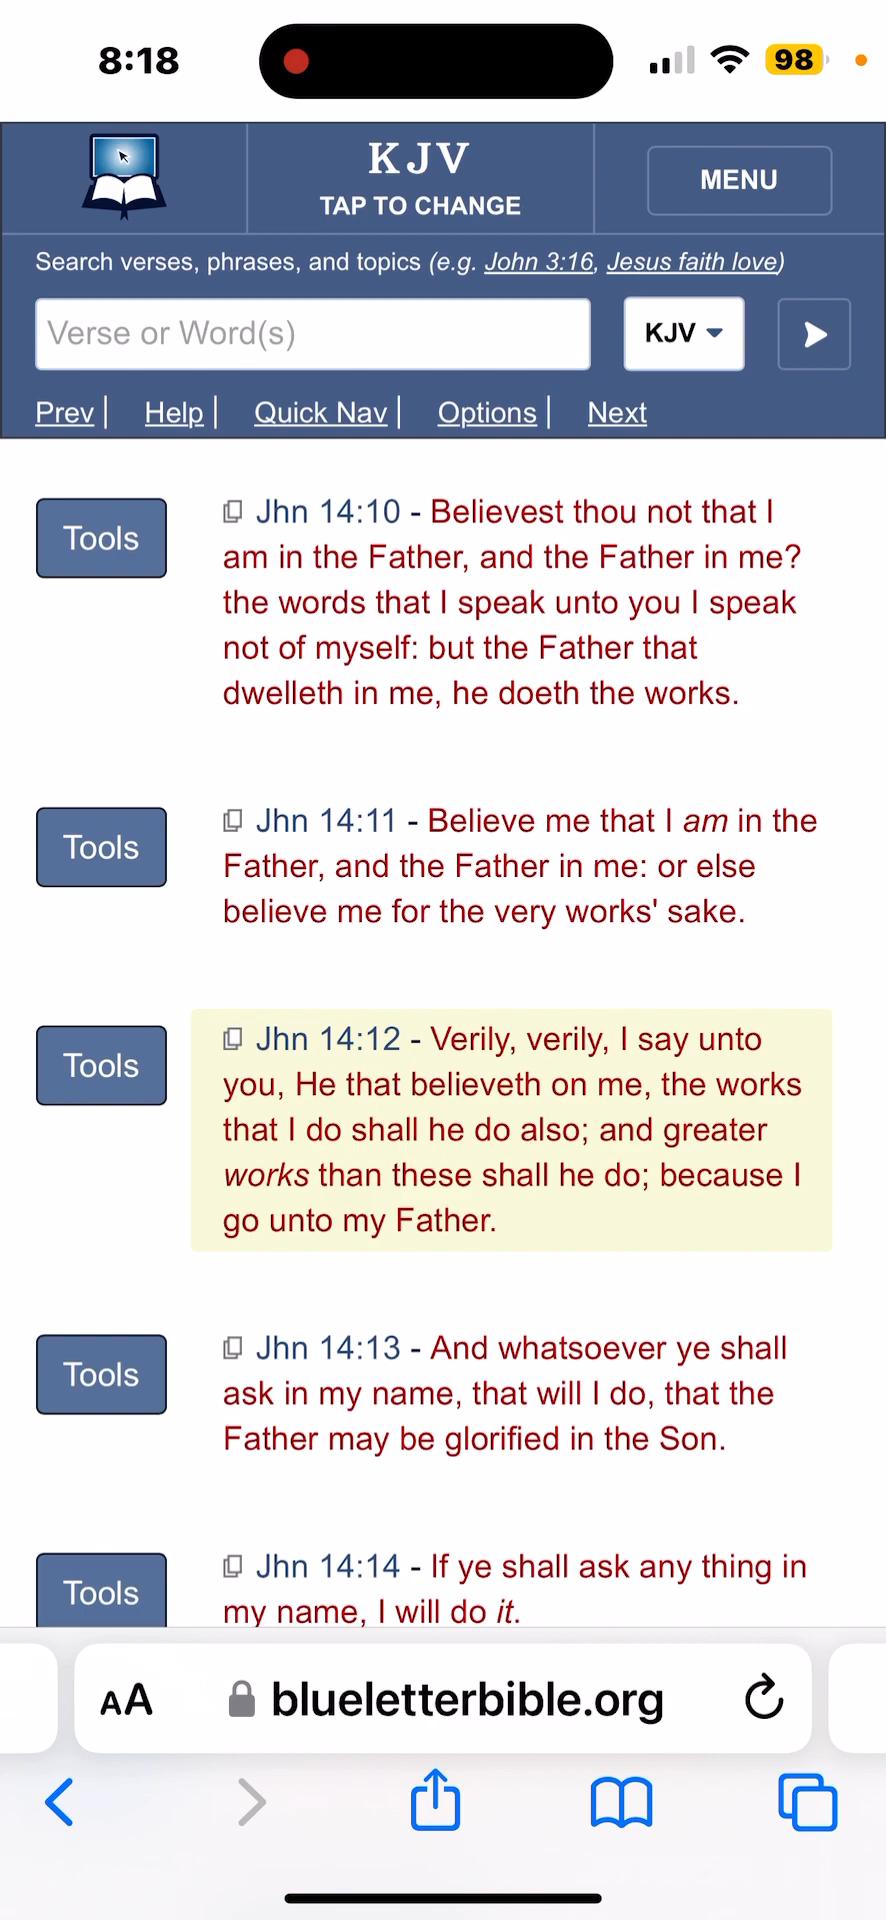 8:18
98
KJV
TAP TO CHANGE
MENU
Search verses, phrases, and topics (e.g. John 3:16, Jesus faith love)
Verse or Word(s)
KJV
Prev | Help | Quick Nav | Options | Next
Tools
Jhn 14:10 - Believest thou not that I
am in the Father, and the Father in me?
the words that I speak unto you I speak
not of myself: but the Father that
dwelleth in me, he doeth the works.
Tools
Jhn 14:11 - Believe me that I am in the
Father, and the Father in me: or else
believe me for the very works' sake.
Tools
Jhn 14:12 - Verily, verily, I say unto
you, He that believeth on me, the works
that I do shall he do also; and greater
works than these shall he do; because I
go unto my Father.
Tools
Jhn 14:13 - And whatsoever ye shall
ask in my name, that will I do, that the
Father may be glorified in the Son.
Tools
Jhn 14:14 - If ye shall ask any thing in
my name, I will do it.
AA
blueletterbible.org